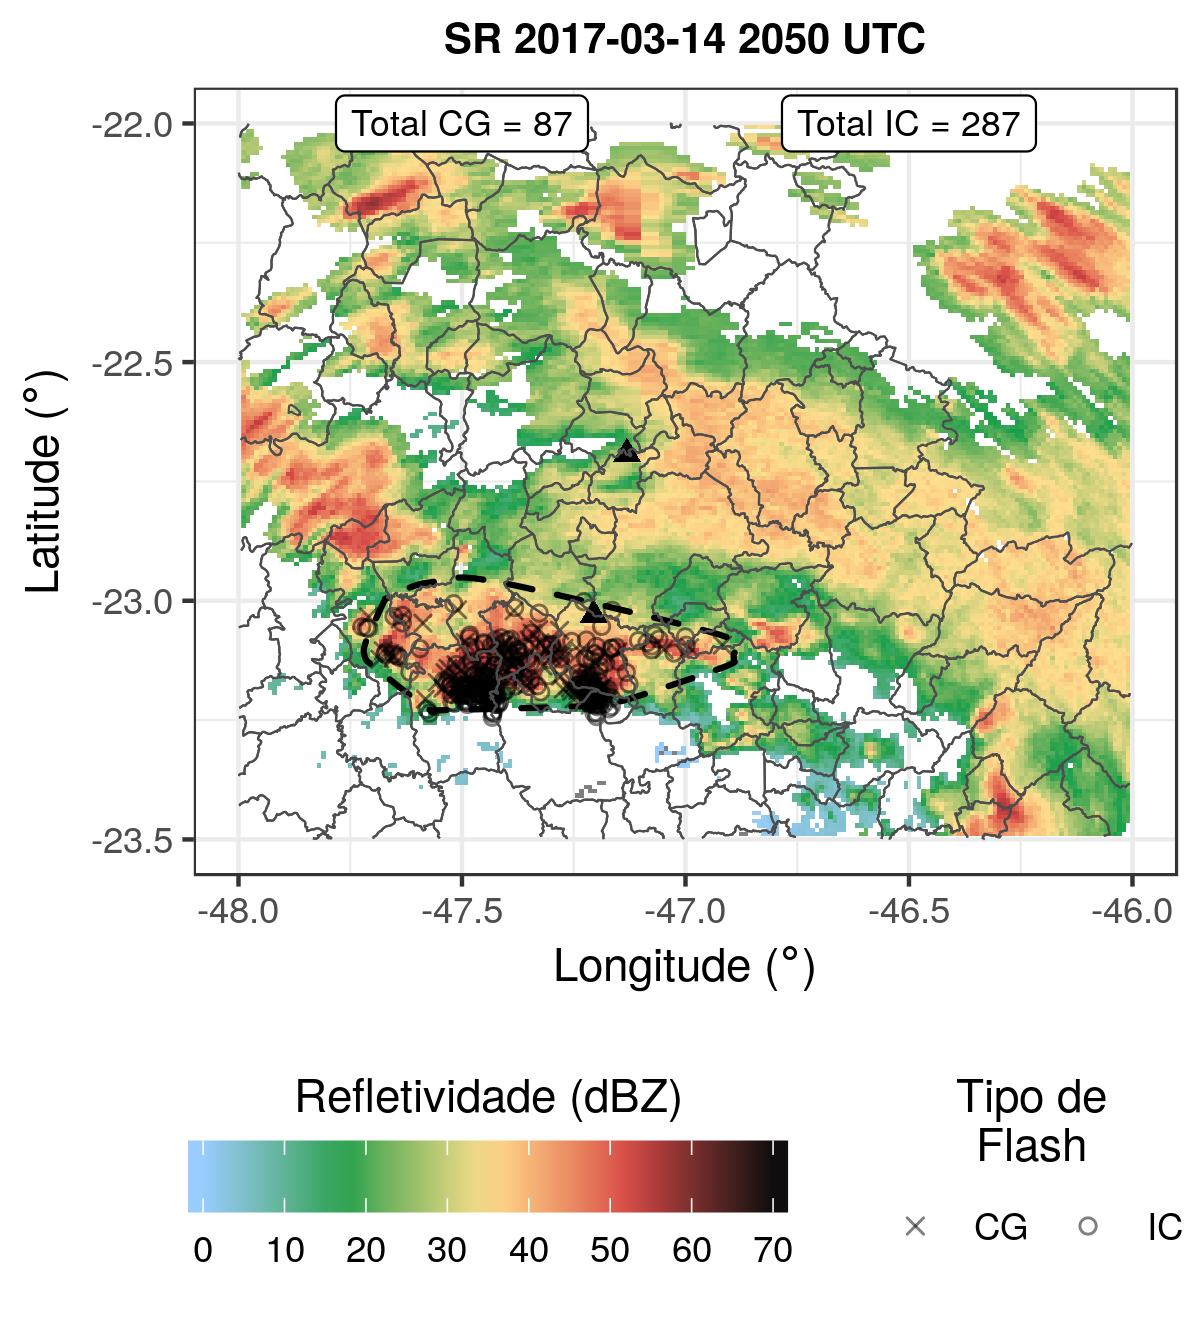 SR 2017-03-14 2050 UTC
Total CG = 87
Total IC = 287
-22.0
-22.5
-23.0
-23.5
Latitude (°)
-48.0 -47.5 -47.0 -46.5 -46.0
Longitude (°)
Refletividade (dBZ)
0 10 20 30 40 50 60 70
Tipo de
Flash
CG IC